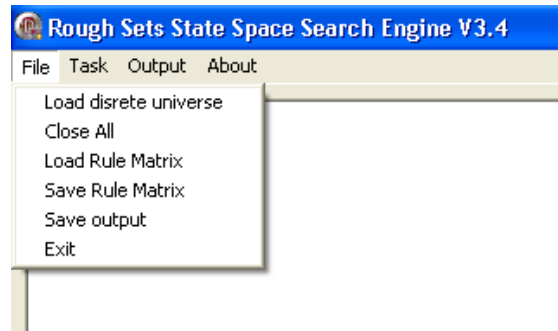 Rough Sets State Space Search Engine V3.4
File Task Output About
Load disrete universe
Close All
Load Rule Matrix
Save Rule Matrix
Save output
Exit